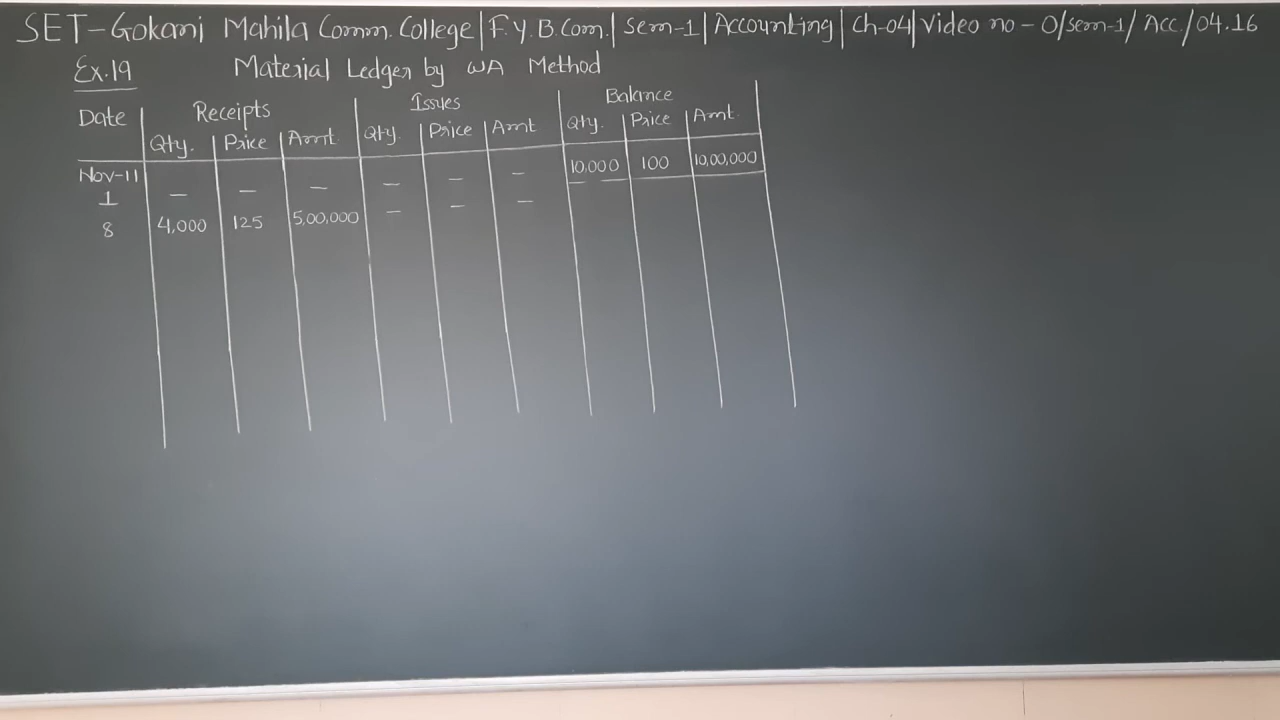 SET-Gokani Mahila Comm. College | F.Y.B.Com. | Sem-1 | Accounting | Ch-04 | Video no - 0/Sem-1/ Acc./04.16
Ex.19 Material Ledger by WA Method
Date Receipts Issues Balance
Qty. Price Amt. Qty. Price Amt Qty. Price Amt.
Nov-11
1 — — — — — — 10,000 100 10,00,000
8 4,000 125 5,00,000 — — —